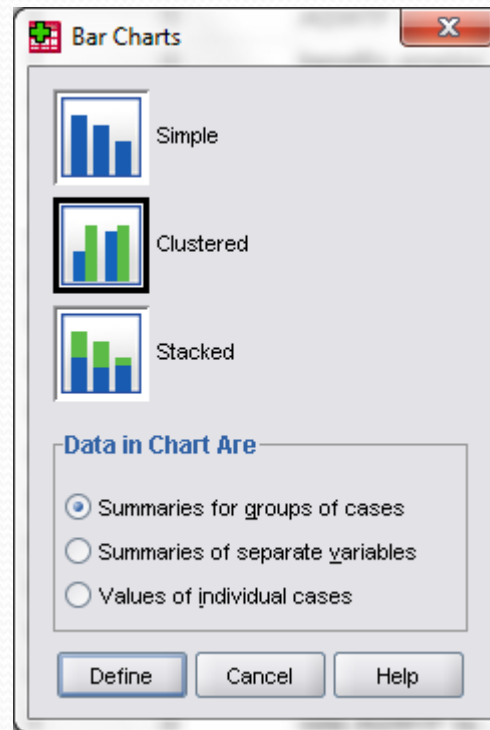 Bar Charts
Simple
Clustered
Stacked
Data in Chart Are
Summaries for groups of cases
Summaries of separate variables
Values of individual cases
Define Cancel Help